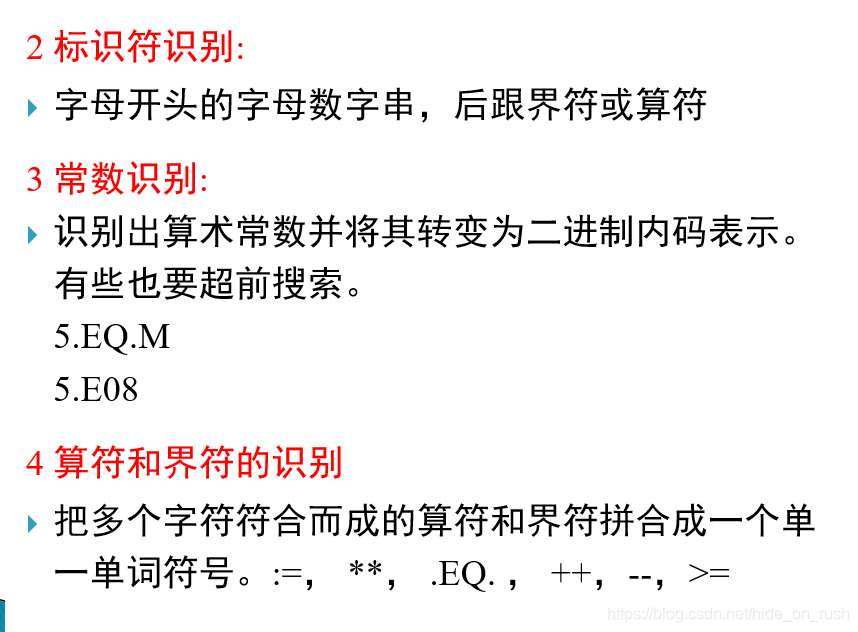 2 标识符识别:
字母开头的字母数字串，后跟界符或算符
3 常数识别:
识别出算术常数并将其转变为二进制内码表示。
有些也要超前搜索。
5.EQ.M
5.E08
4 算符和界符的识别
把多个字符符合而成的算符和界符拼合成一个单
一单词符号。:=， **， .EQ. ， ++，--，>=
https://blog.csdn.net/hide_on_rush